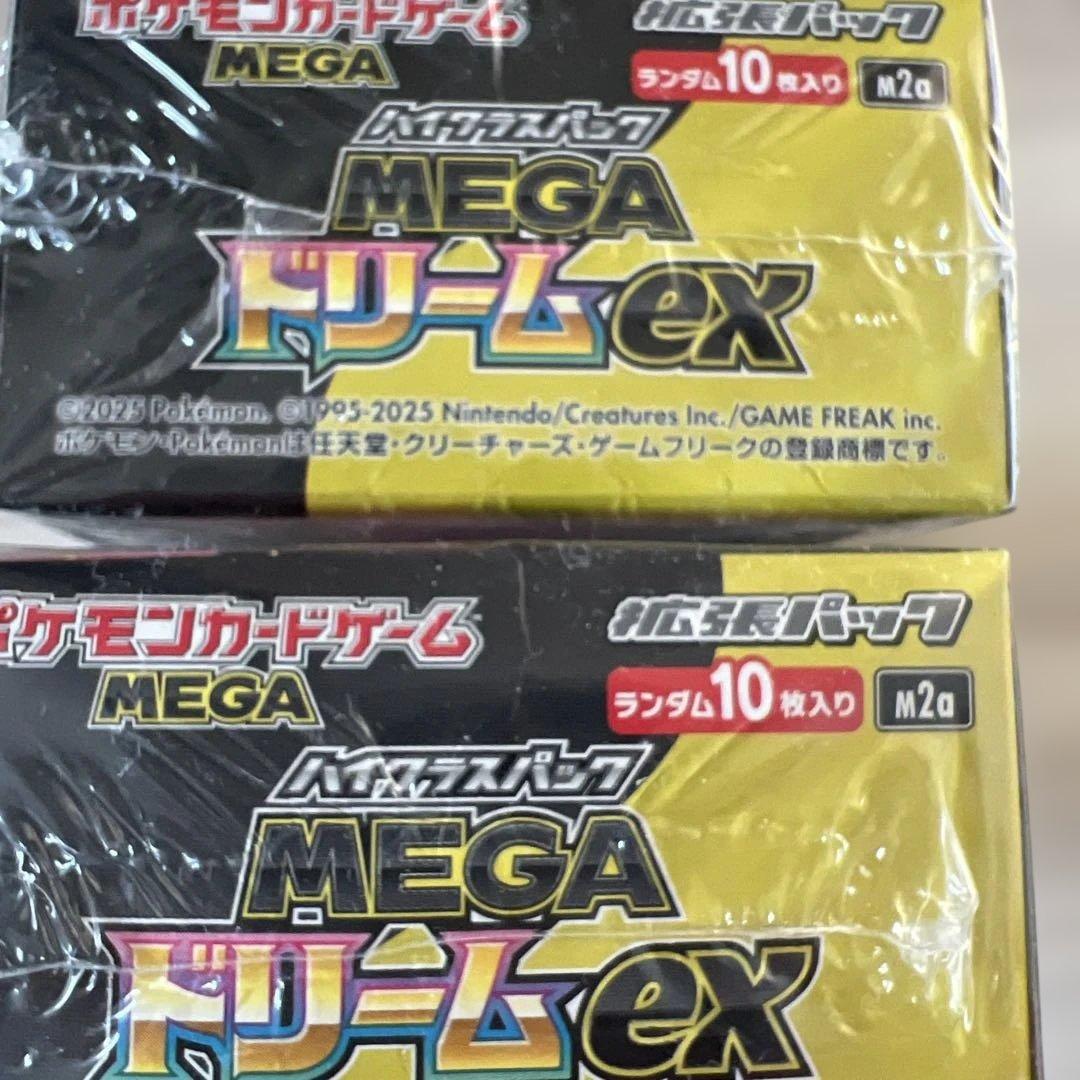 ポケモンカードゲーム
MEGA
拡張パック
ランダム10枚入り
M2a
ハイクラスパック
MEGA
ドリームex
©2025 Pokémon. ©1995-2025 Nintendo/Creatures Inc./GAME FREAK inc.
ポケモン・Pokémonは任天堂・クリーチャーズ・ゲームフリークの登録商標です。
ポケモンカードゲーム
MEGA
拡張パック
ランダム10枚入り
M2a
ハイクラスパック
MEGA
ドリームex